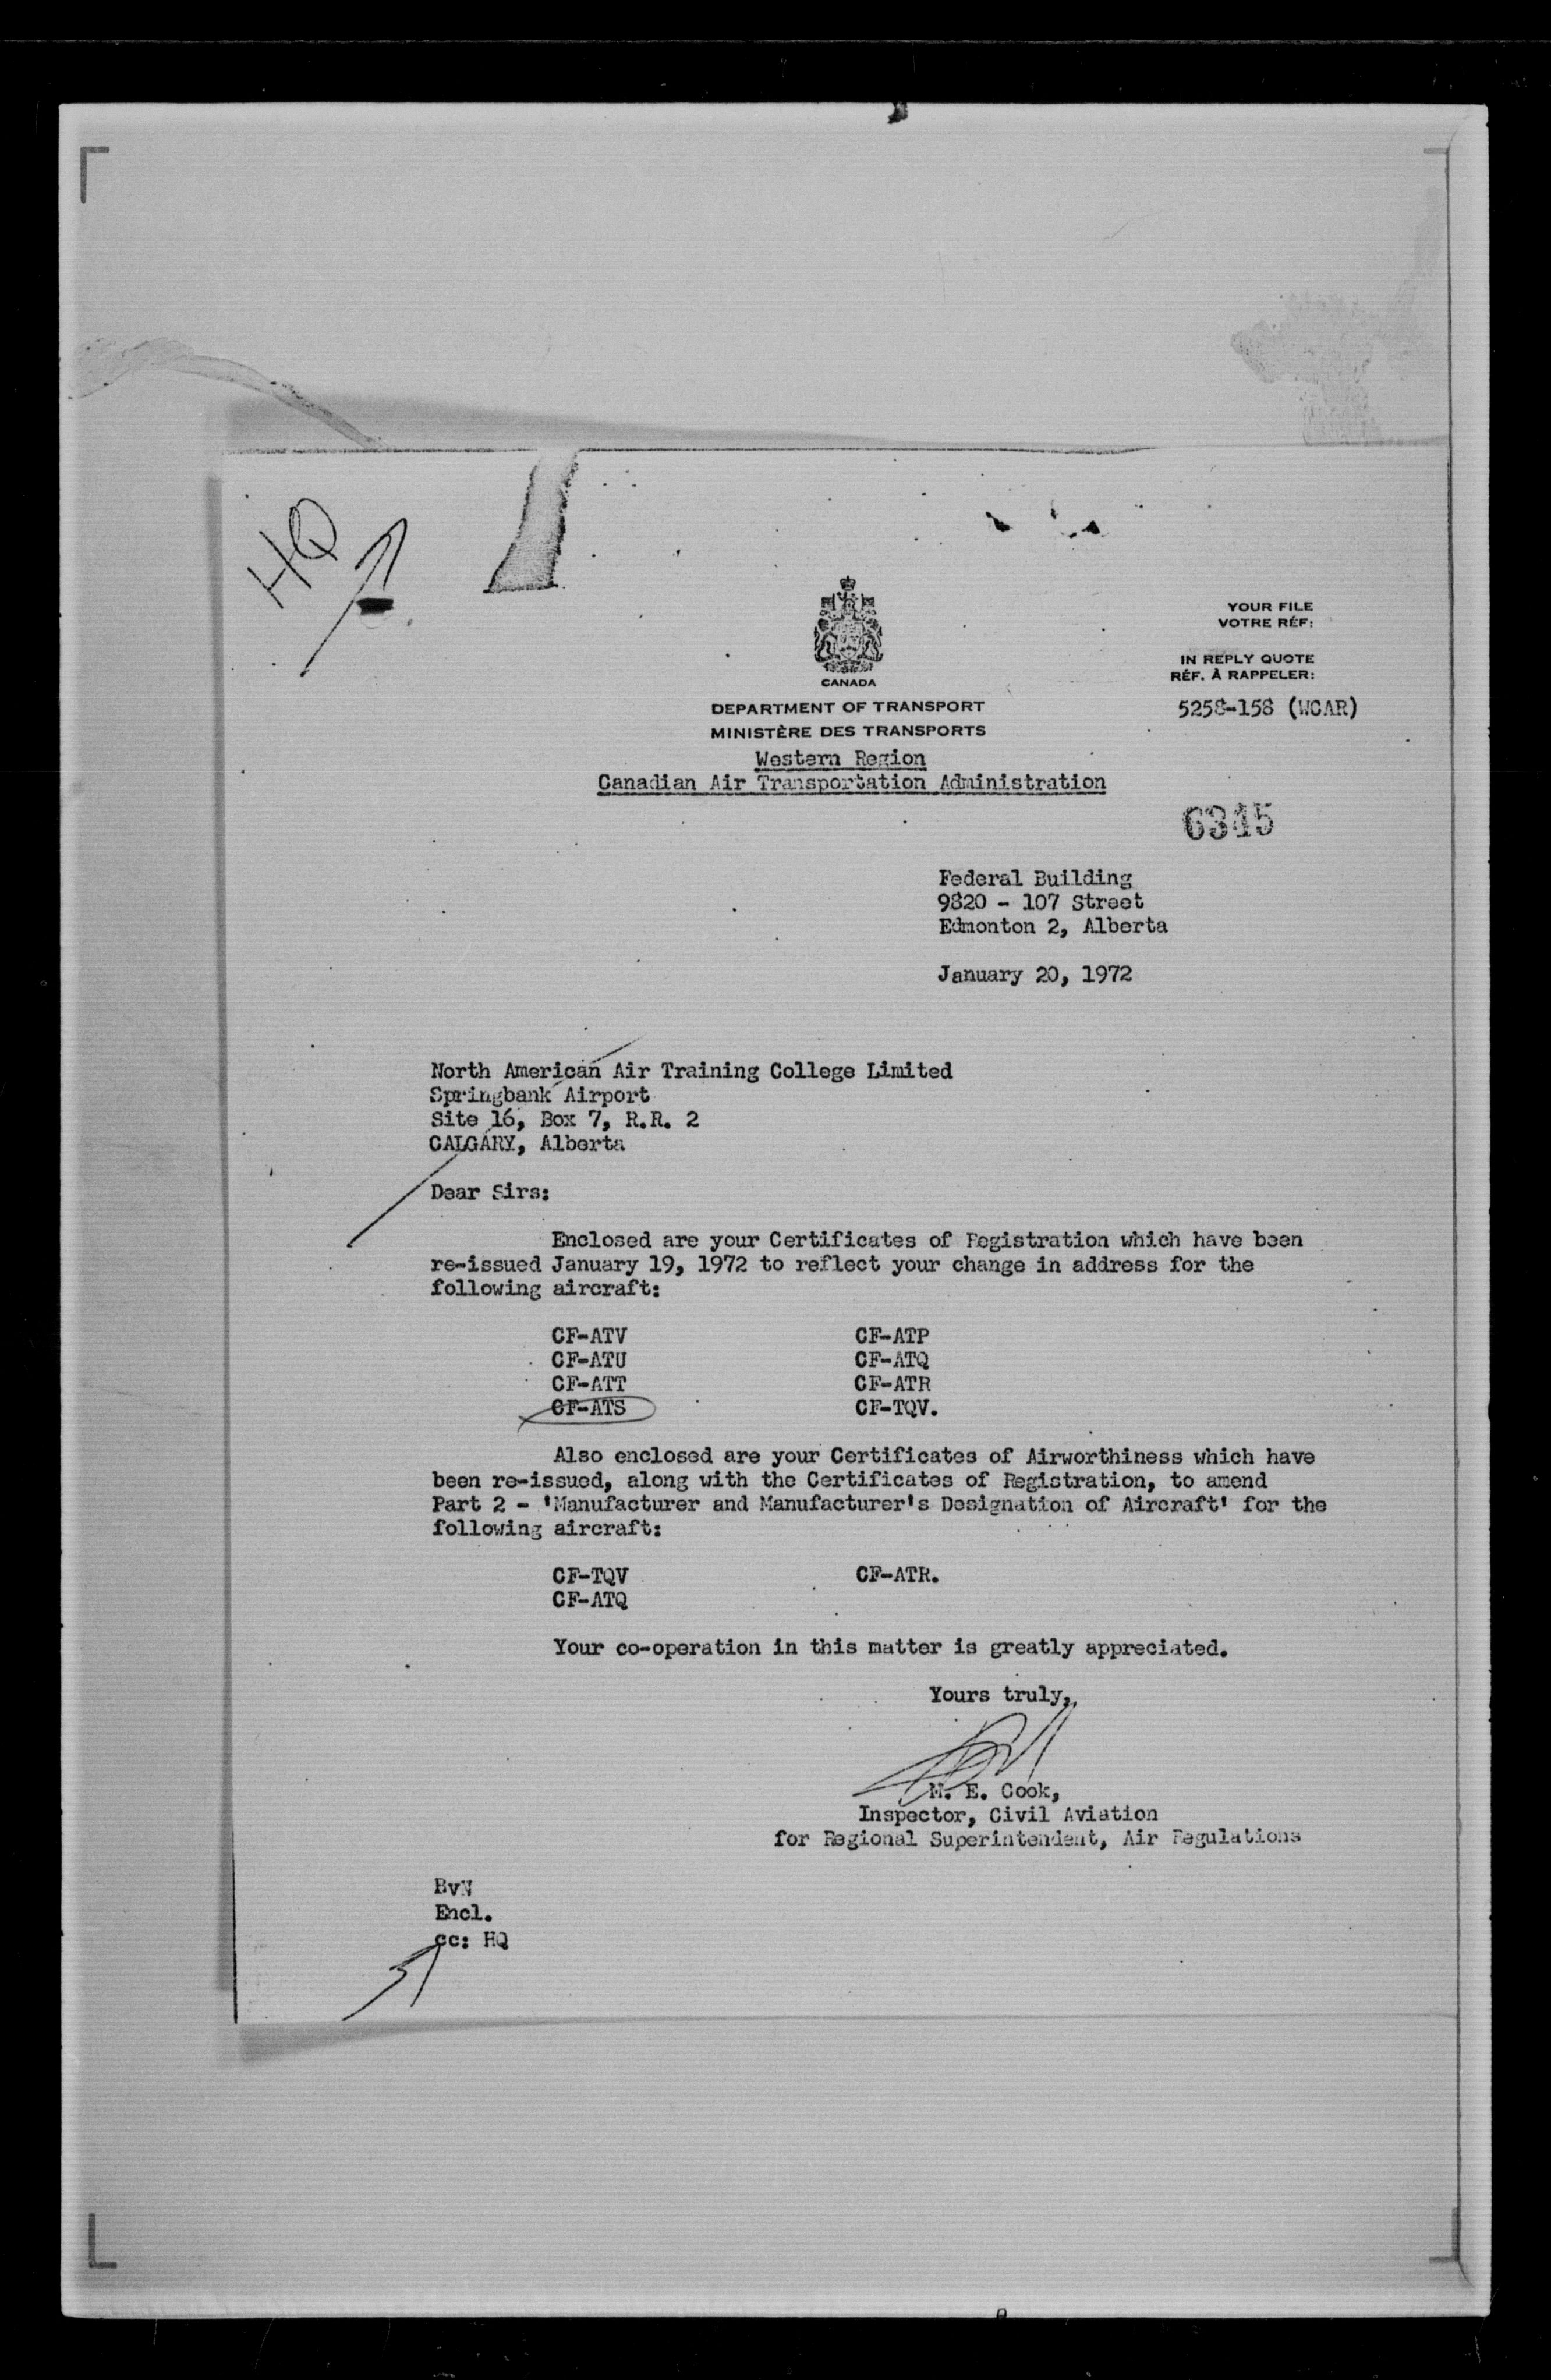 HQ
CANADA
DEPARTMENT OF TRANSPORT
MINISTÈRE DES TRANSPORTS
Western Region
Canadian Air Transportation Administration
YOUR FILE
VOTRE RÉF:
IN REPLY QUOTE
RÉF. À RAPPELER:
5258-158 (WCAR)
6345
Federal Building
9820 - 107 Street
Edmonton 2, Alberta
January 20, 1972
North American Air Training College Limited
Springbank Airport
Site 16, Box 7, R.R. 2
CALGARY, Alberta
Dear Sirs:
Enclosed are your Certificates of Registration which have been
re-issued January 19, 1972 to reflect your change in address for the
following aircraft:
CF-ATV CF-ATP
CF-ATU CF-ATQ
CF-ATT CF-ATR
CF-ATS CF-TQV.
Also enclosed are your Certificates of Airworthiness which have
been re-issued, along with the Certificates of Registration, to amend
Part 2 - 'Manufacturer and Manufacturer's Designation of Aircraft' for the
following aircraft:
CF-TQV CF-ATR.
CF-ATQ
Your co-operation in this matter is greatly appreciated.
Yours truly,
M. E. Cook,
Inspector, Civil Aviation
for Regional Superintendent, Air Regulations
BvN
Encl.
cc: HQ